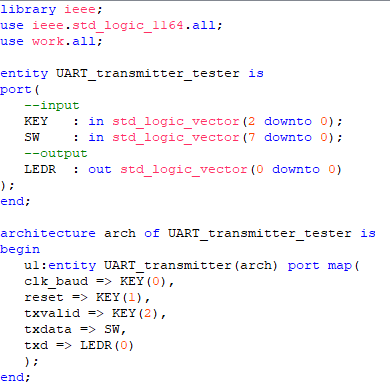 library ieee;
use ieee.std_logic_1164.all;
use work.all;

entity UART_transmitter_tester is
port(
   --input
   KEY   : in std_logic_vector(2 downto 0);
   SW    : in std_logic_vector(7 downto 0);
   --output
   LEDR  : out std_logic_vector(0 downto 0)
);
end;

architecture arch of UART_transmitter_tester is
begin
   u1:entity UART_transmitter(arch) port map(
   clk_baud => KEY(0),
   reset => KEY(1),
   txvalid => KEY(2),
   txdata => SW,
   txd => LEDR(0)
   );
end;